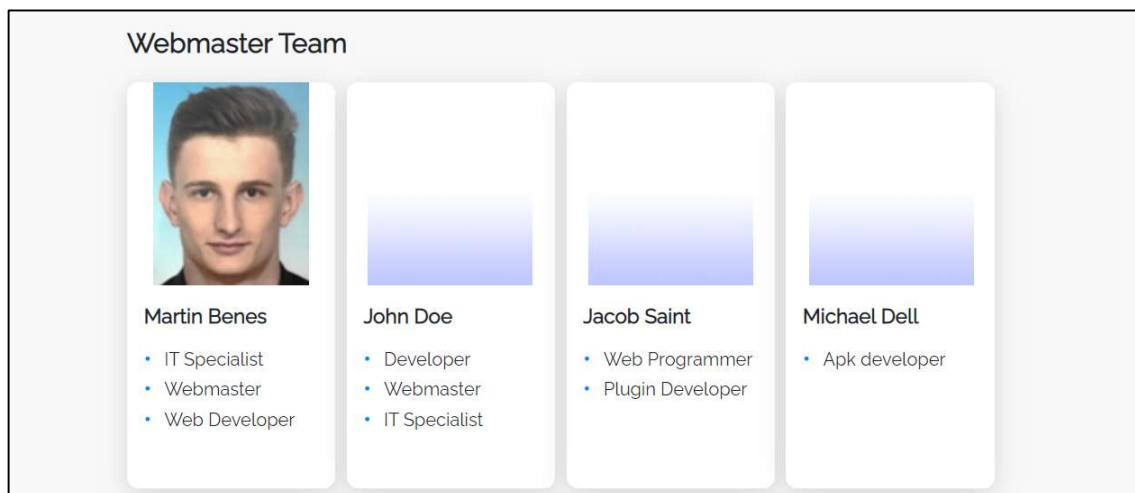 Webmaster Team
Martin Benes
• IT Specialist
• Webmaster
• Web Developer
John Doe
• Developer
• Webmaster
• IT Specialist
Jacob Saint
• Web Programmer
• Plugin Developer
Michael Dell
• Apk developer